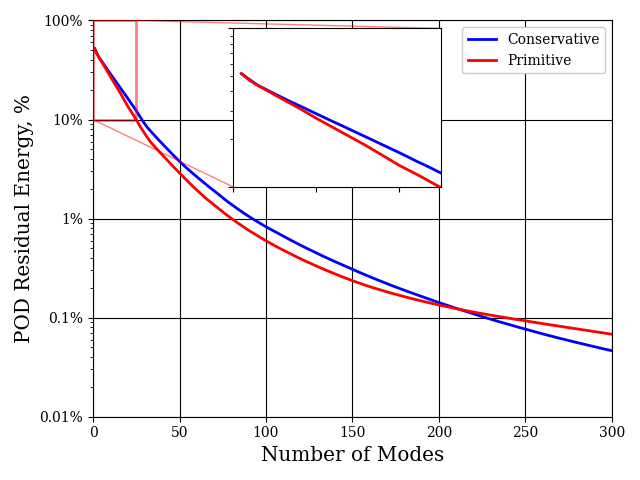 100%
10%
1%
0.1%
0.01%
POD Residual Energy, %
Conservative
Primitive
0 50 100 150 200 250 300
Number of Modes